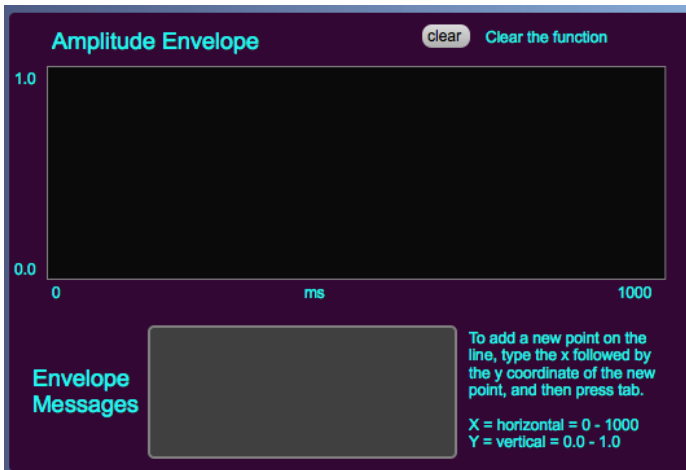 Amplitude Envelope
clear
Clear the function
1.0
0.0
0
ms
1000
Envelope
Messages
To add a new point on the
line, type the x followed by
the y coordinate of the new
point, and then press tab.
X = horizontal = 0 - 1000
Y = vertical = 0.0 - 1.0